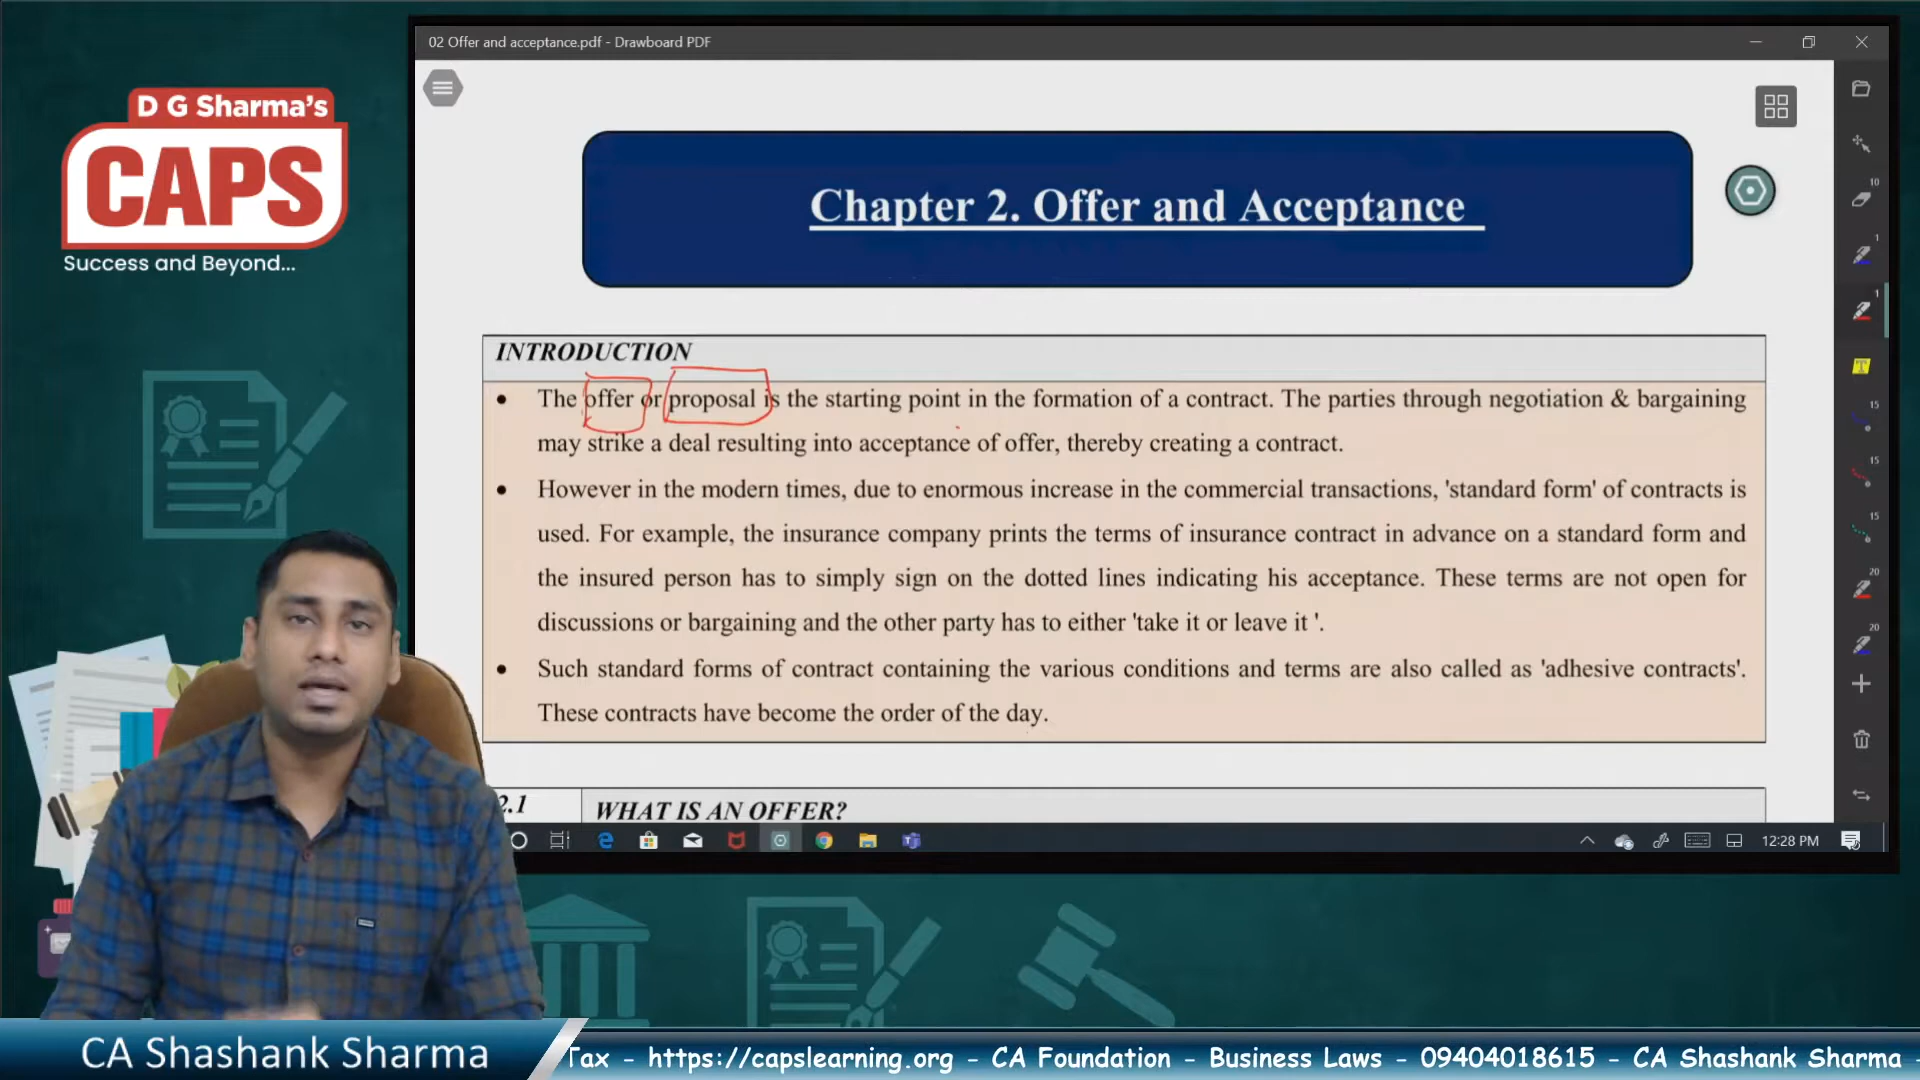 02 Offer and acceptance.pdf - Drawboard PDF
D G Sharma's
CAPS
Success and Beyond...
Chapter 2. Offer and Acceptance
INTRODUCTION
• The offer or proposal is the starting point in the formation of a contract. The parties through negotiation & bargaining
may strike a deal resulting into acceptance of offer, thereby creating a contract.
• However in the modern times, due to enormous increase in the commercial transactions, 'standard form' of contracts is
used. For example, the insurance company prints the terms of insurance contract in advance on a standard form and
the insured person has to simply sign on the dotted lines indicating his acceptance. These terms are not open for
discussions or bargaining and the other party has to either 'take it or leave it '.
• Such standard forms of contract containing the various conditions and terms are also called as 'adhesive contracts'.
These contracts have become the order of the day.
2.1 WHAT IS AN OFFER?
10
1
1
T
15
15
15
20
20
12:28 PM
CA Shashank Sharma
Tax - https://capslearning.org - CA Foundation - Business Laws - 09404018615 - CA Shashank Sharma -